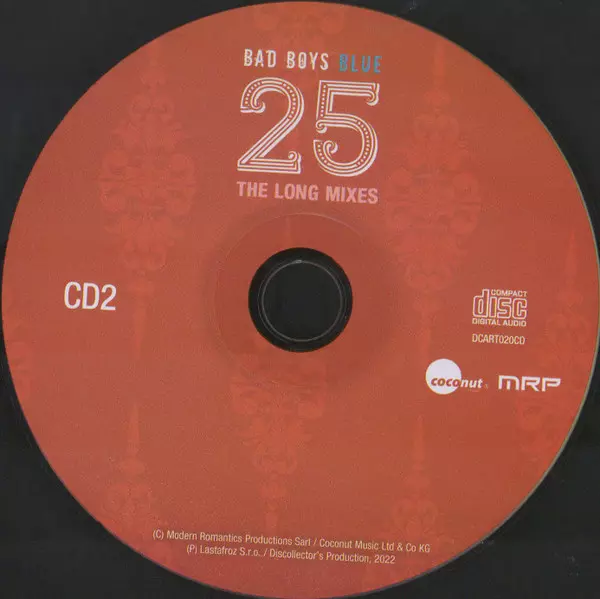 BAD BOYS BLUE
25
THE LONG MIXES
CD2
COMPACT
disc
DIGITAL AUDIO
DCART020CD
coconut® MRP
(C) Modern Romantics Productions Sarl / Coconut Music Ltd & Co KG
(P) Lastafroz S.r.o., / Discollector's Production, 2022